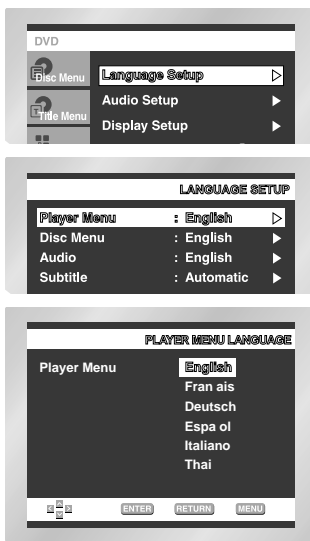 DVD
Disc Menu
Language Setup
Title Menu
Audio Setup
Display Setup
LANGUAGE SETUP
Player Menu : English
Disc Menu : English
Audio : English
Subtitle : Automatic
PLAYER MENU LANGUAGE
Player Menu English
Fran ais
Deutsch
Espa ol
Italiano
Thai
ENTER RETURN MENU